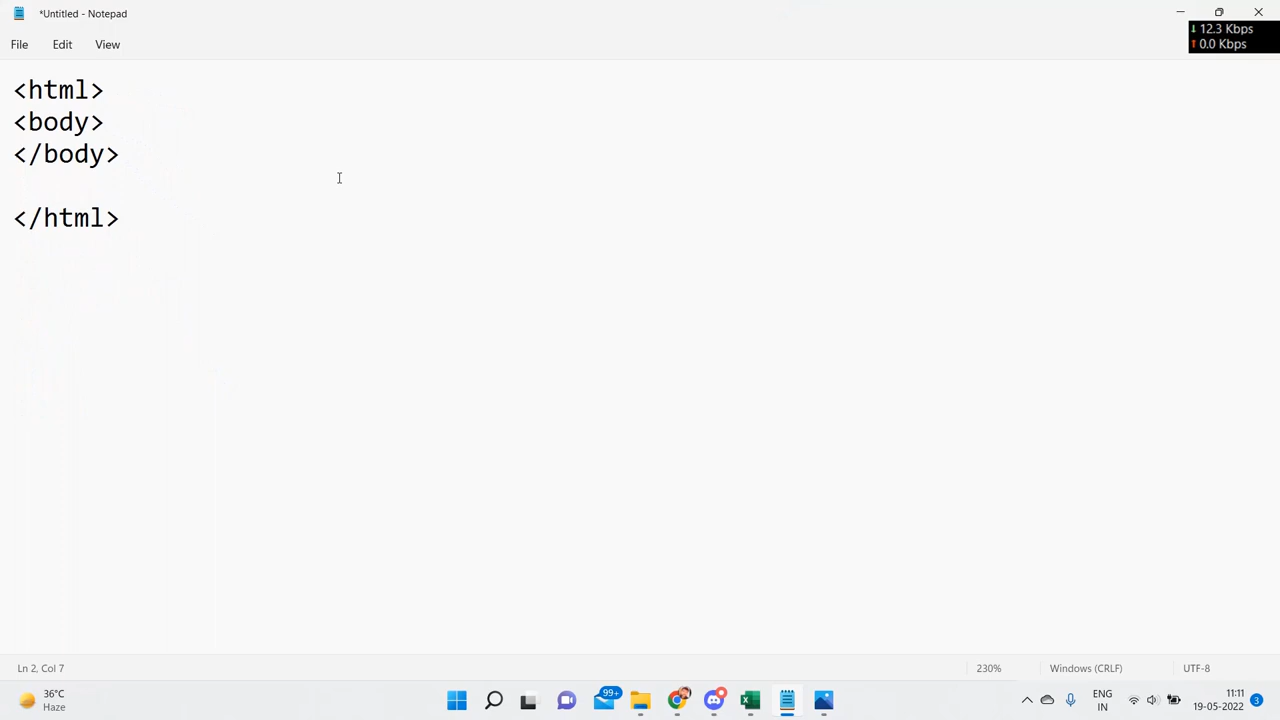 *Untitled - Notepad
↓ 12.3 Kbps
↑ 0.0 Kbps
File Edit View
<html>
<body>
</body>
</html>
Ln 2, Col 7
230%
Windows (CRLF)
UTF-8
36°C
Haze
99+
ENG
IN
11:11
19-05-2022
3